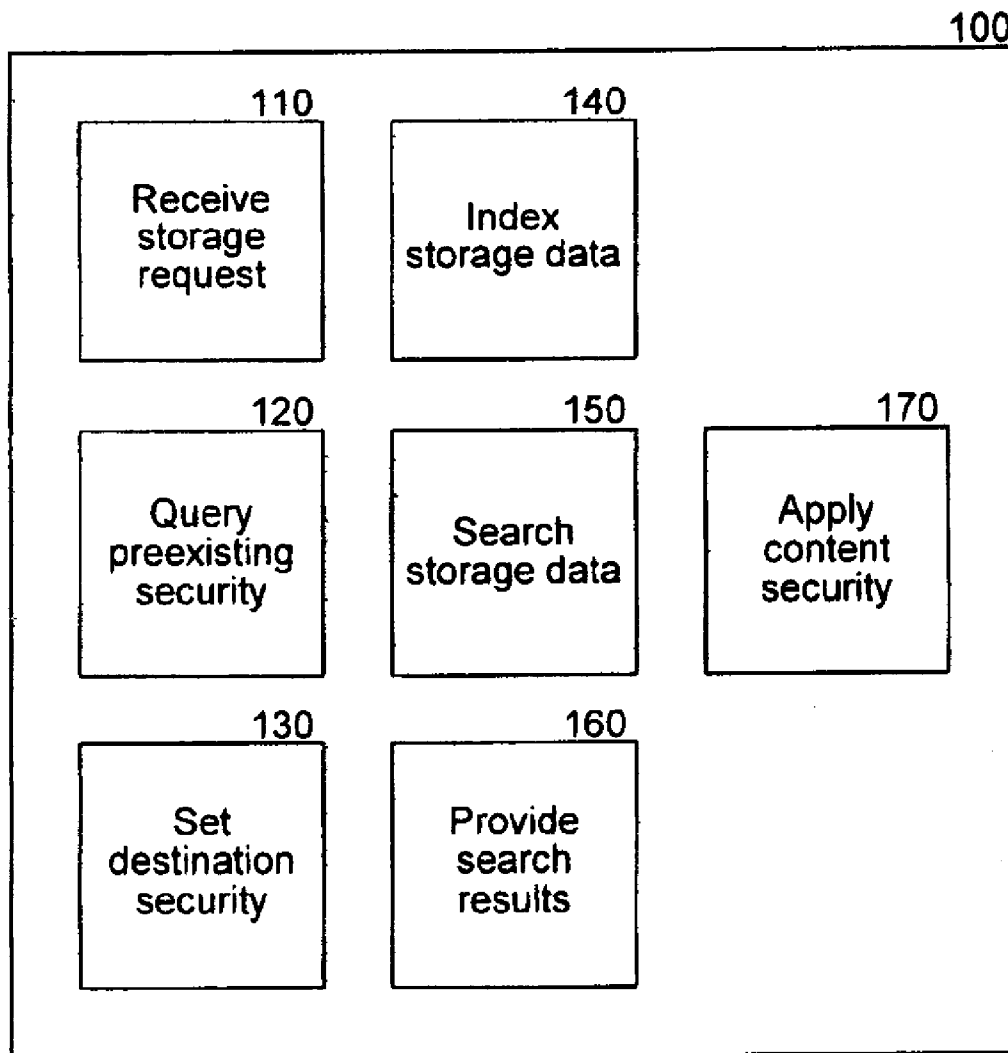 100
110
Receive
storage
request
140
Index
storage data
120
Query
preexisting
security
150
Search
storage data
170
Apply
content
security
130
Set
destination
security
160
Provide
search
results